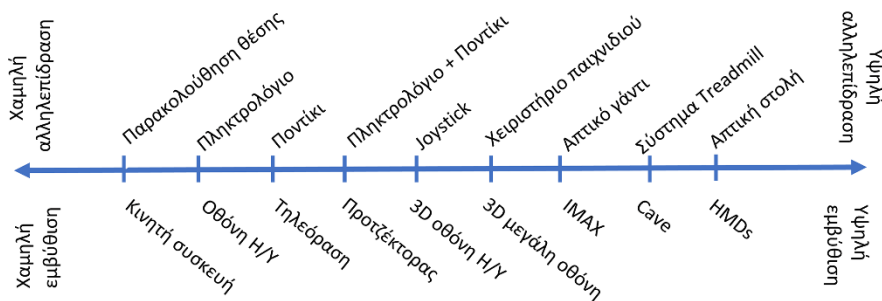 Χαμηλή
αλληλεπίδραση
Παρακολούθηση θέσης
Πληκτρολόγιο
Ποντίκι
Πληκτρολόγιο + Ποντίκι
Joystick
Χειριστήριο παιχνιδιού
Απτικό γάντι
Σύστημα Treadmill
Απτική στολή
Υψηλή
αλληλεπίδραση
Χαμηλή
εμβύθιση
Κινητή συσκευή
Οθόνη Η/Υ
Τηλεόραση
Προτζέκτορας
3D οθόνη Η/Υ
3D μεγάλη οθόνη
IMAX
Cave
HMDs
Υψηλή
εμβύθιση